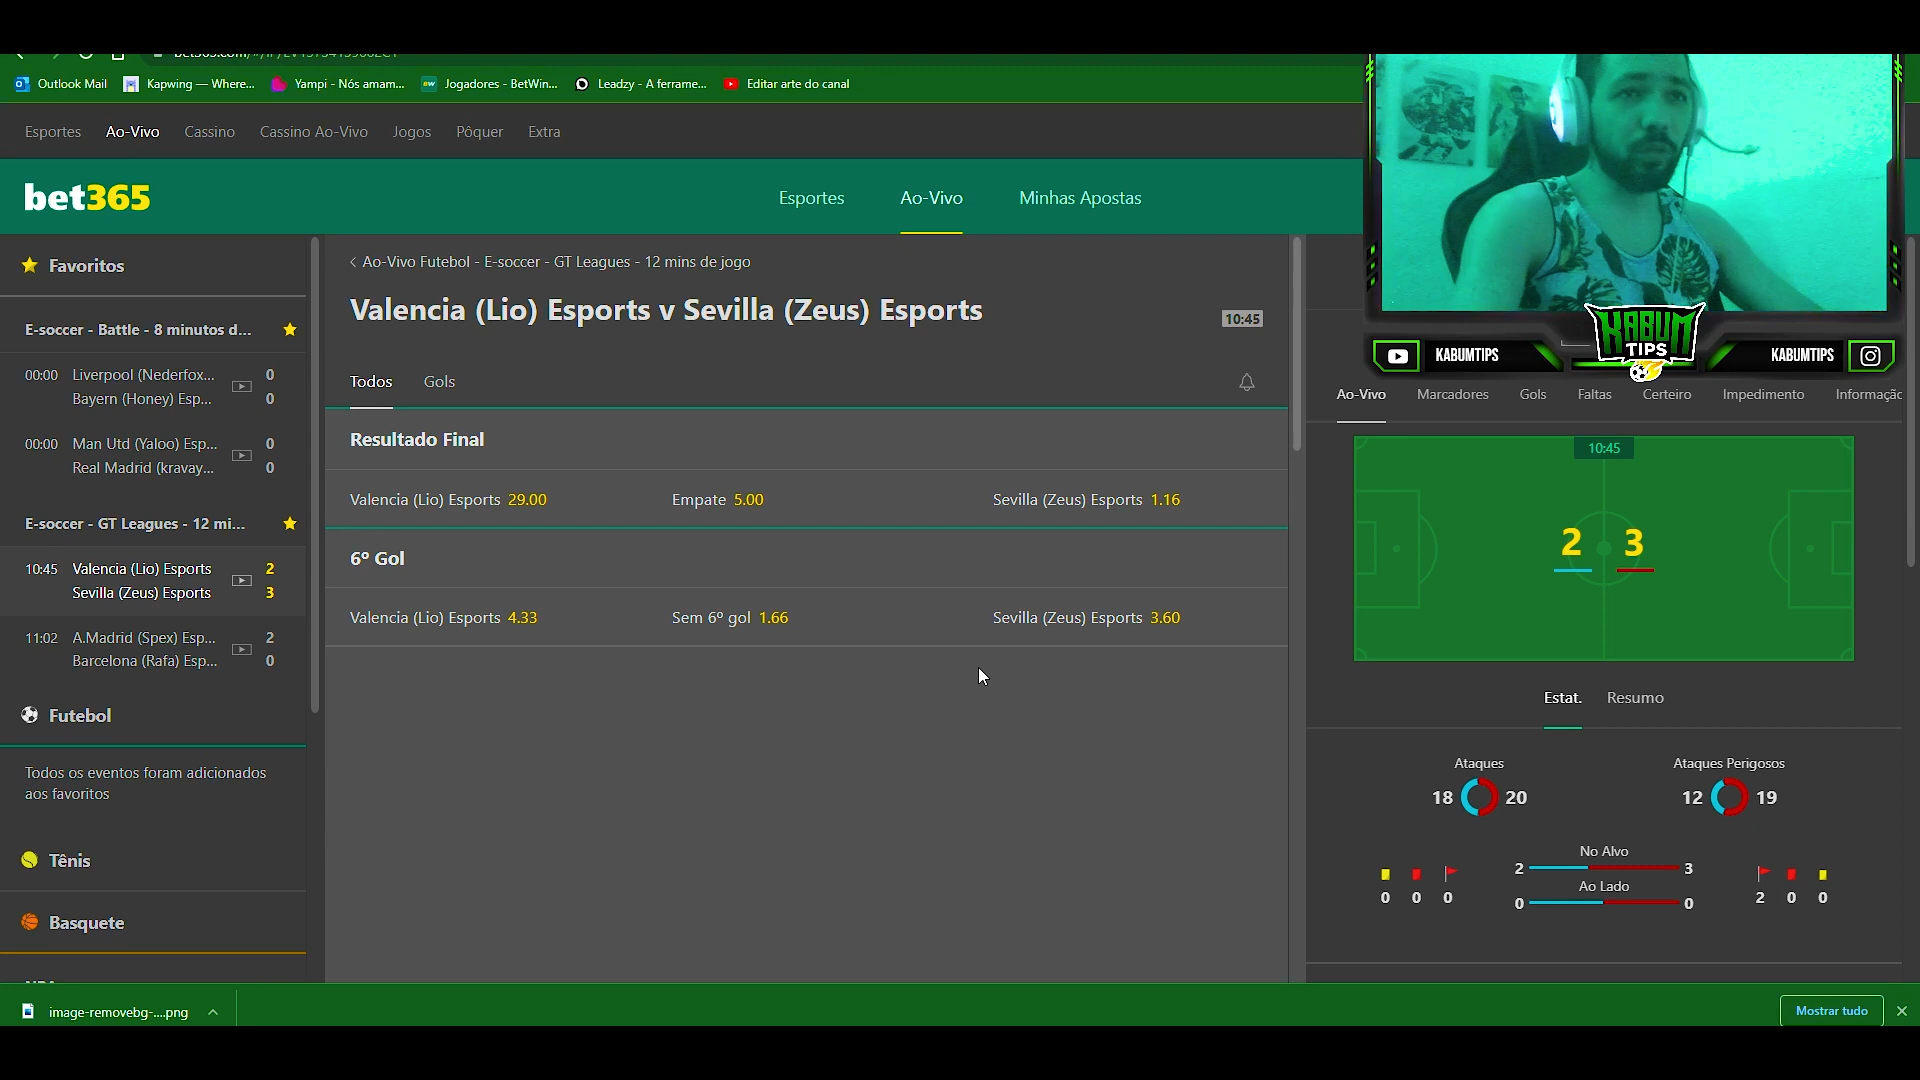 Outlook Mail
Kapwing — Where...
Yampi - Nós amam...
Jogadores - BetWin...
Leadzy - A ferrame...
Editar arte do canal
Esportes
Ao-Vivo
Cassino
Cassino Ao-Vivo
Jogos
Pôquer
Extra
bet365
Esportes
Ao-Vivo
Minhas Apostas
Favoritos
E-soccer - Battle - 8 minutos d...
00:00 Liverpool (Nederfox... 0
Bayern (Honey) Esp... 0
00:00 Man Utd (Yaloo) Esp... 0
Real Madrid (kravay... 0
E-soccer - GT Leagues - 12 mi...
10:45 Valencia (Lio) Esports 2
Sevilla (Zeus) Esports 3
11:02 A.Madrid (Spex) Esp... 2
Barcelona (Rafa) Esp... 0
Futebol
Todos os eventos foram adicionados
aos favoritos
Tênis
Basquete
< Ao-Vivo Futebol - E-soccer - GT Leagues - 12 mins de jogo
Valencia (Lio) Esports v Sevilla (Zeus) Esports
10:45
Todos
Gols
Resultado Final
Valencia (Lio) Esports 29.00
Empate 5.00
Sevilla (Zeus) Esports 1.16
6º Gol
Valencia (Lio) Esports 4.33
Sem 6º gol 1.66
Sevilla (Zeus) Esports 3.60
KABUMTIPS
KABUM
TIPS
KABUMTIPS
Ao-Vivo
Marcadores
Gols
Faltas
Certeiro
Impedimento
Informaçã
10:45
2 3
Estat.
Resumo
Ataques
18 20
Ataques Perigosos
12 19
No Alvo
2 3
Ao Lado
0 0
0 0 0
2 0 0
image-removebg-....png
Mostrar tudo